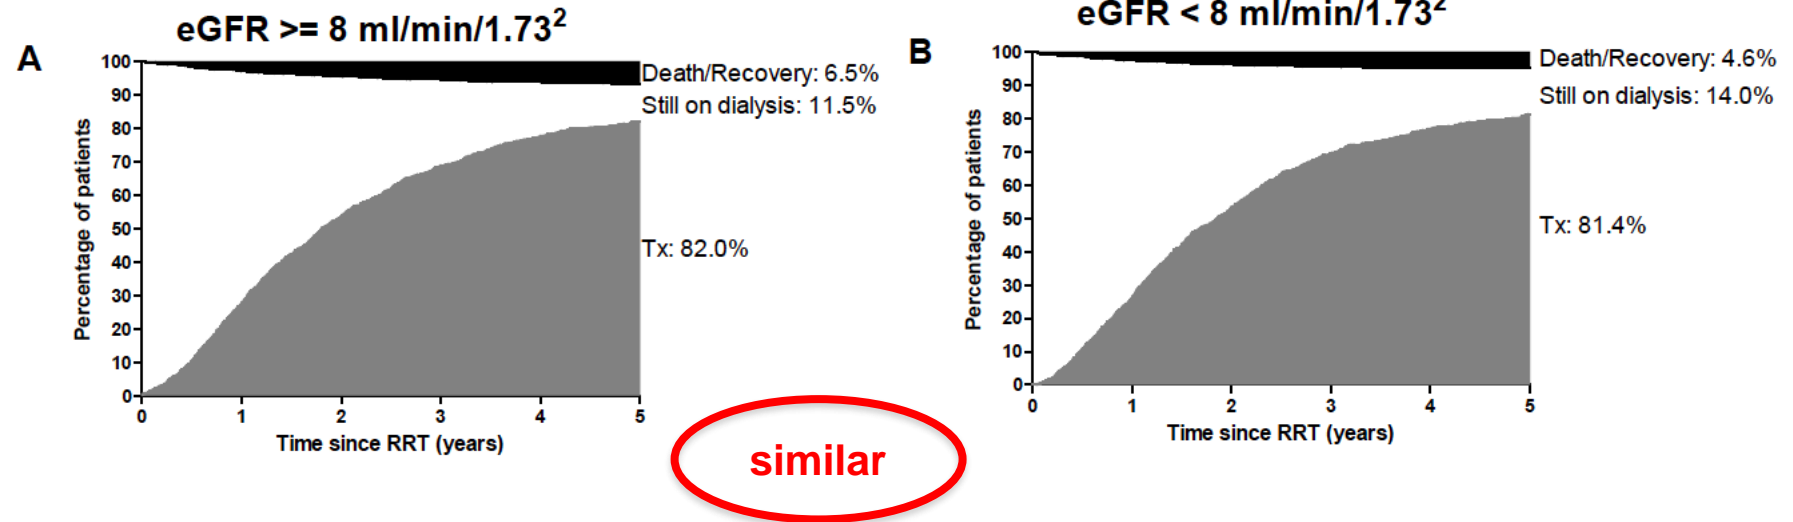 eGFR >= 8 ml/min/1.73²
A
100
90
80
70
60
50
40
30
20
10
0
Percentage of patients
0 1 2 3 4 5
Time since RRT (years)
Death/Recovery: 6.5%
Still on dialysis: 11.5%
Tx: 82.0%
eGFR < 8 ml/min/1.73²
B
100
90
80
70
60
50
40
30
20
10
0
Percentage of patients
0 1 2 3 4 5
Time since RRT (years)
Death/Recovery: 4.6%
Still on dialysis: 14.0%
Tx: 81.4%
similar